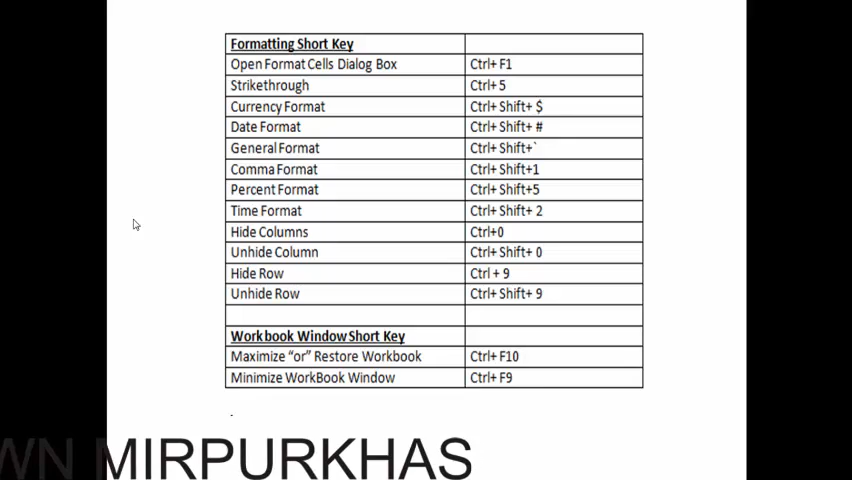 Formatting Short Key
Open Format Cells Dialog Box Ctrl+ F1
Strikethrough Ctrl+ 5
Currency Format Ctrl+ Shift+ $
Date Format Ctrl+ Shift+ #
General Format Ctrl+ Shift+`
Comma Format Ctrl+ Shift+1
Percent Format Ctrl+ Shift+5
Time Format Ctrl+ Shift+ 2
Hide Columns Ctrl+0
Unhide Column Ctrl+ Shift+ 0
Hide Row Ctrl + 9
Unhide Row Ctrl+ Shift+ 9
Workbook Window Short Key
Maximize “or” Restore Workbook Ctrl+ F10
Minimize WorkBook Window Ctrl+ F9
WN MIRPURKHAS